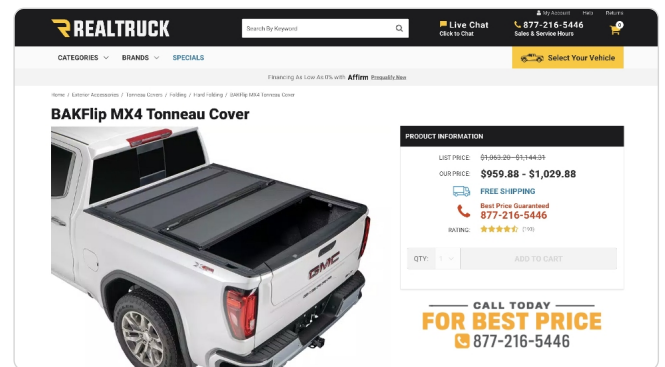 My Account Help Returns
REALTRUCK
Search By Keyword
Live Chat
Click to Chat
877-216-5446
Sales & Service Hours
0
CATEGORIES
BRANDS
SPECIALS
Select Your Vehicle
Financing As Low As 0% with Affirm Prequalify Now
Home / Exterior Accessories / Tonneau Covers / Folding / Hard Folding / BAKFlip MX4 Tonneau Cover
BAKFlip MX4 Tonneau Cover
GMC
PRODUCT INFORMATION
LIST PRICE: $1,063.20 - $1,144.31
OUR PRICE: $959.88 - $1,029.88
FREE SHIPPING
Best Price Guaranteed
877-216-5446
RATING:
QTY: 1
ADD TO CART
CALL TODAY
FOR BEST PRICE
877-216-5446